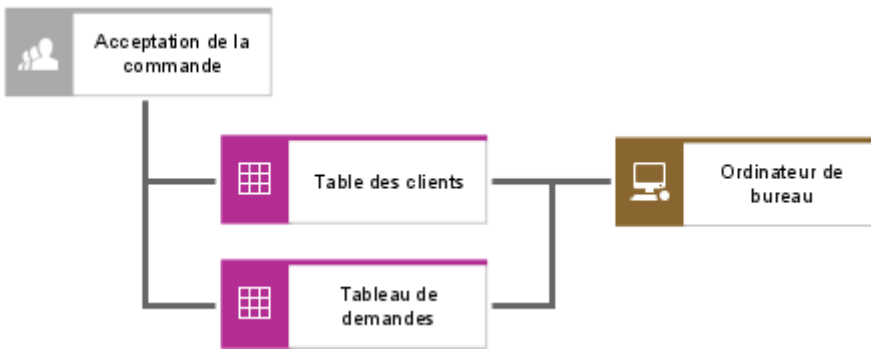 Acceptation de la
commande
Table des clients
Ordinateur de
bureau
Tableau de
demandes